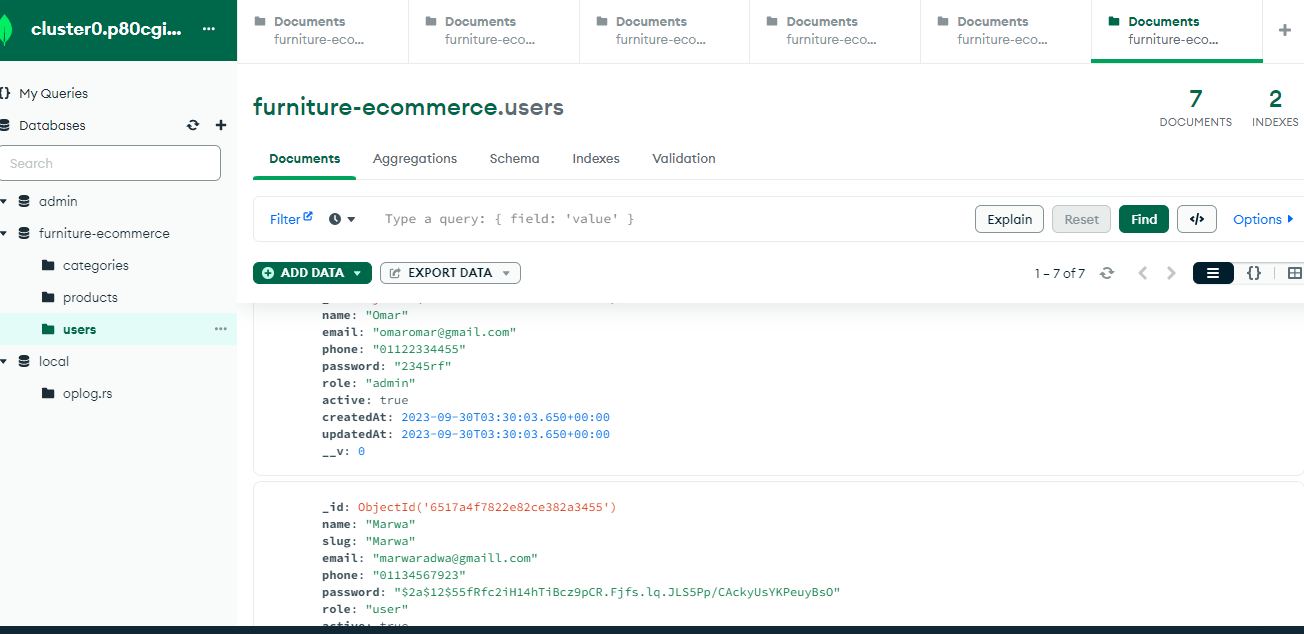 cluster0.p80cgi...
Documents
furniture-eco...
Documents
furniture-eco...
Documents
furniture-eco...
Documents
furniture-eco...
Documents
furniture-eco...
Documents
furniture-eco...
My Queries
Databases
Search
admin
furniture-ecommerce
categories
products
users
local
oplog.rs
furniture-ecommerce.users
7
DOCUMENTS
2
INDEXES
Documents Aggregations Schema Indexes Validation
Filter Type a query: { field: 'value' } Explain Reset Find </> Options
ADD DATA EXPORT DATA 1 – 7 of 7 {}
name: "Omar"
email: "omaromar@gmail.com"
phone: "01122334455"
password: "2345rf"
role: "admin"
active: true
createdAt: 2023-09-30T03:30:03.650+00:00
updatedAt: 2023-09-30T03:30:03.650+00:00
__v: 0
_id: ObjectId('6517a4f7822e82ce382a3455')
name: "Marwa"
slug: "Marwa"
email: "marwaradwa@gmaill.com"
phone: "01134567923"
password: "$2a$12$55fRfc2iH14hTiBcz9pCR.Fjfs.lq.JLS5Pp/CAckyUsYKPeuyBsO"
role: "user"
active: true